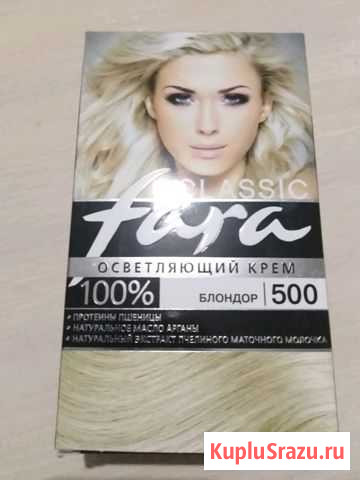 CLASSIC
fara
ОСВЕТЛЯЮЩИЙ КРЕМ
100% БЛОНДОР 500
• ПРОТЕИНЫ ПШЕНИЦЫ
• НАТУРАЛЬНОЕ МАСЛО АРГАНЫ
• НАТУРАЛЬНЫЙ ЭКСТРАКТ ПЧЕЛИНОГО МАТОЧНОГО МОЛОЧКА
KupluSrazu.ru